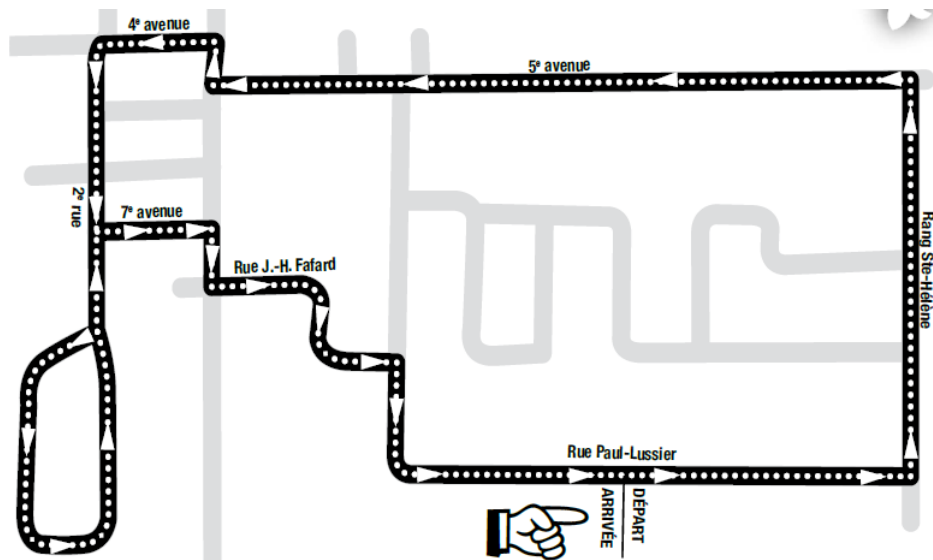 4e avenue
5e avenue
2e rue
7e avenue
Rue J.-H. Fafard
Rang Ste-Hélène
Rue Paul-Lussier
ARRIVÉE
DÉPART